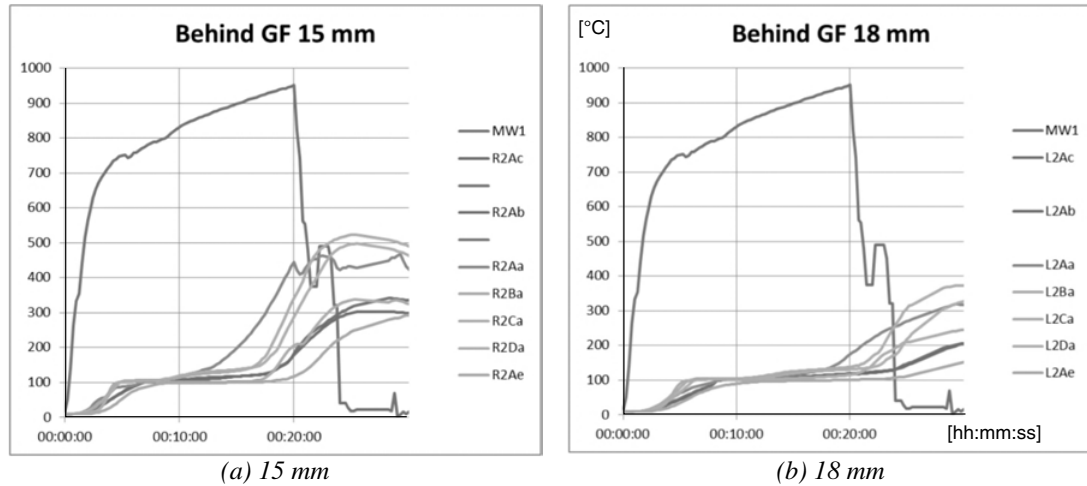 Behind GF 15 mm
1000
900
800
700
600
500
400
300
200
100
0
00:00:00 00:10:00 00:20:00
MW1
R2Ac
R2Ab
R2Aa
R2Ba
R2Ca
R2Da
R2Ae
(a) 15 mm
[°C]
Behind GF 18 mm
1000
900
800
700
600
500
400
300
200
100
0
00:00:00 00:10:00 00:20:00
[hh:mm:ss]
MW1
L2Ac
L2Ab
L2Aa
L2Ba
L2Ca
L2Da
L2Ae
(b) 18 mm